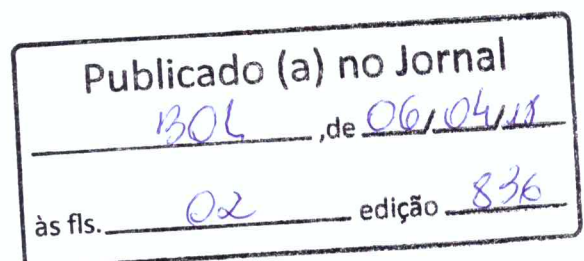 Publicado (a) no Jornal
BOL ,de 06/04/18
às fls. 02 edição 836